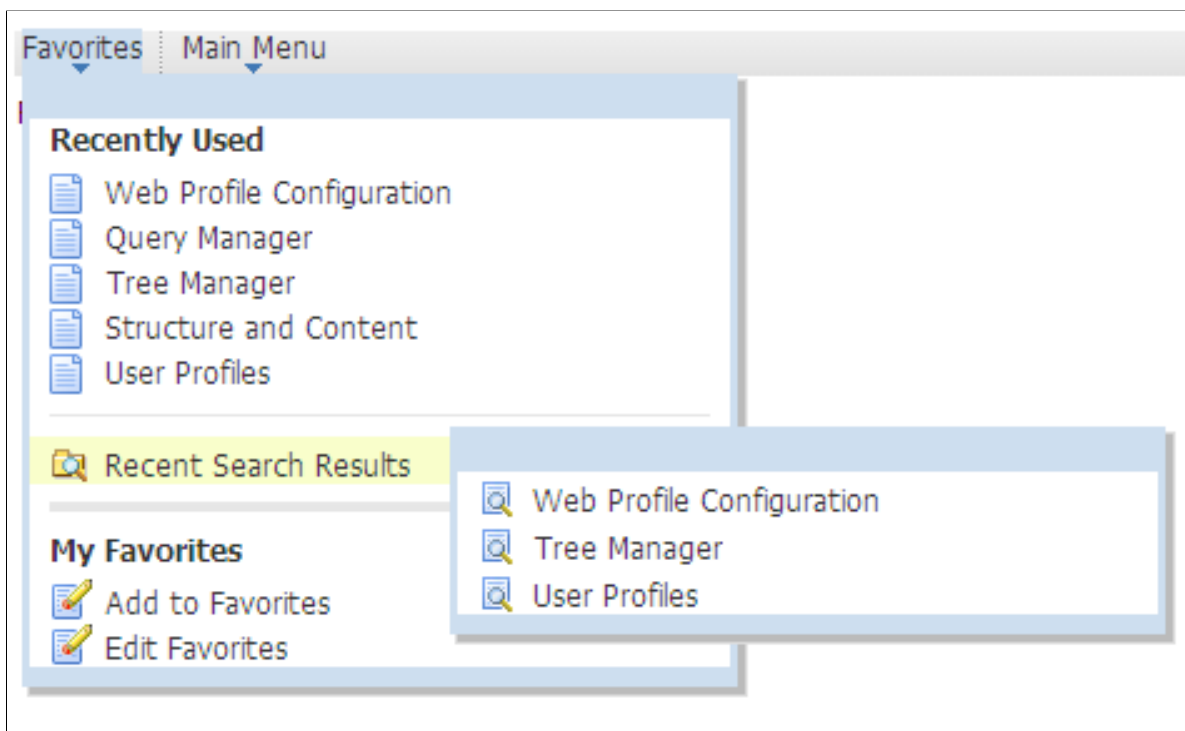 Favorites Main Menu
Recently Used
Web Profile Configuration
Query Manager
Tree Manager
Structure and Content
User Profiles
Recent Search Results
Web Profile Configuration
Tree Manager
User Profiles
My Favorites
Add to Favorites
Edit Favorites